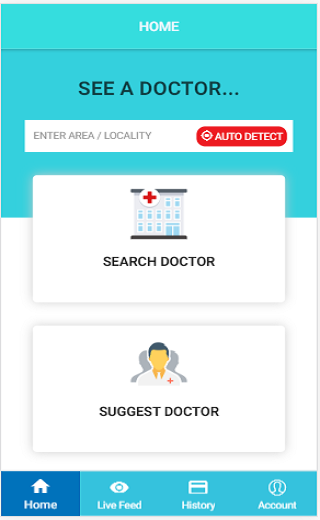 HOME
SEE A DOCTOR...
ENTER AREA / LOCALITY AUTO DETECT
SEARCH DOCTOR
SUGGEST DOCTOR
Home Live Feed History Account